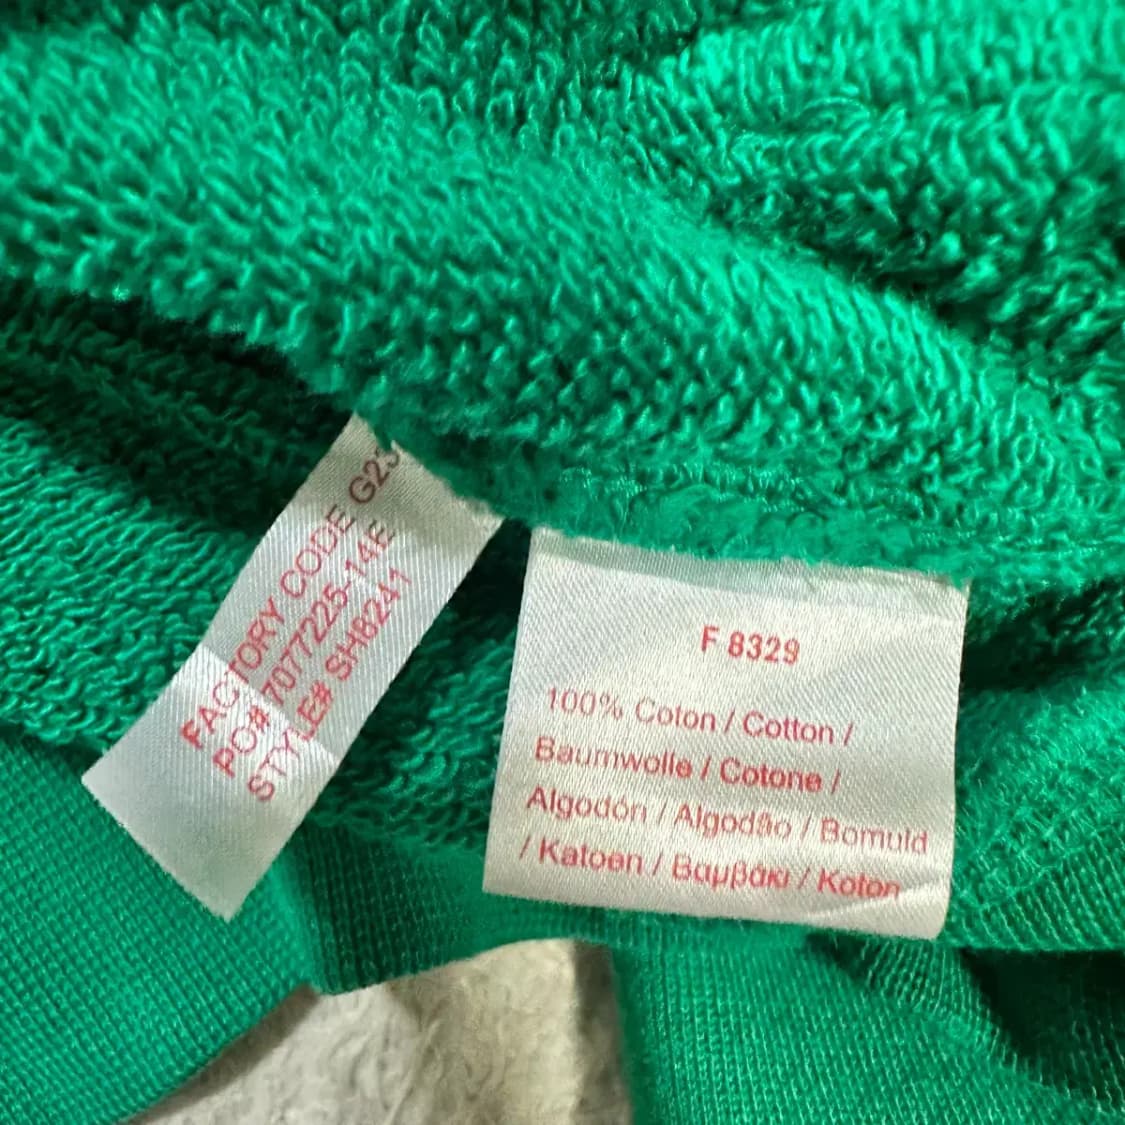 FACTORY CODE G23
PO# 7077225-14E
STYLE# SH8241
F 8329
100% Coton / Cotton /
Baumwolle / Cotone /
Algodón / Algodão / Bomuld
/ Katoen / Βαμβάκι / Koton